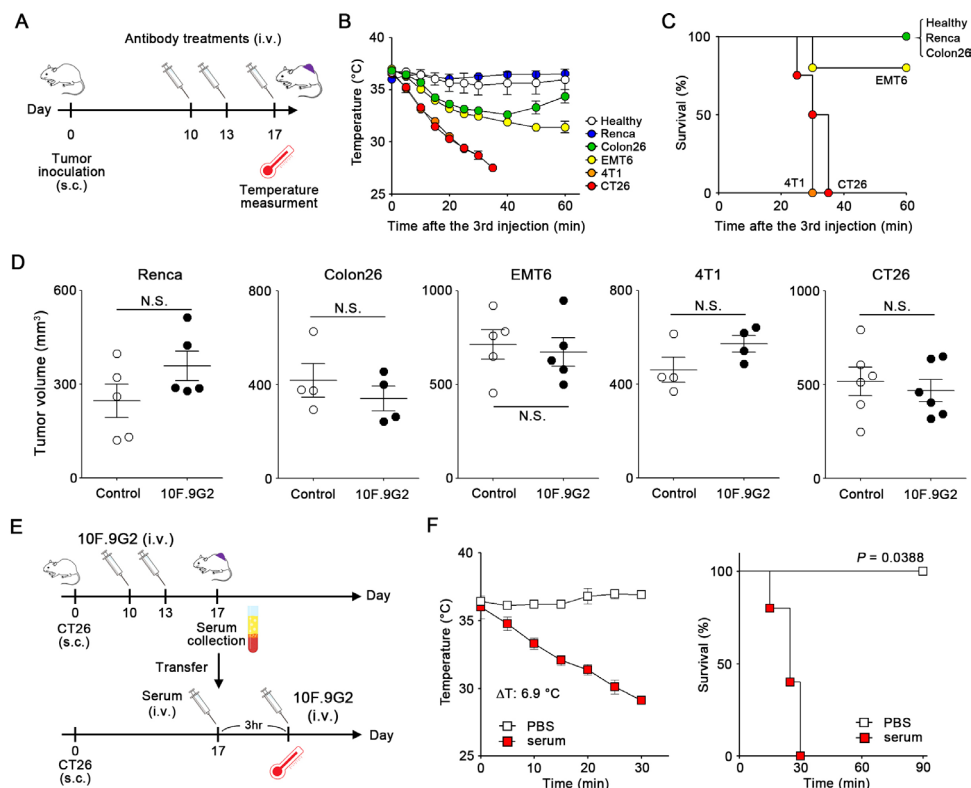 A
Antibody treatments (i.v.)
Day
0
10
13
17
Tumor
inoculation
(s.c.)
Temperature
measurment
B
Temperature (°C)
40
35
30
25
0
10
20
30
40
50
60
Time afte the 3rd injection (min)
Healthy
Renca
Colon26
EMT6
4T1
CT26
C
Survival (%)
100
50
0
0
20
40
60
Time afte the 3rd injection (min)
Healthy
Renca
Colon26
EMT6
4T1
CT26
D
Tumor volume (mm³)
Renca
600
300
0
N.S.
Control
10F.9G2
Colon26
800
400
0
N.S.
Control
10F.9G2
EMT6
1000
500
0
N.S.
Control
10F.9G2
4T1
800
400
0
N.S.
Control
10F.9G2
CT26
1000
500
0
N.S.
Control
10F.9G2
E
10F.9G2 (i.v.)
Day
0
10
13
17
CT26
(s.c.)
Serum
collection
Transfer
Serum
(i.v.)
3hr
10F.9G2
(i.v.)
Day
0
17
CT26
(s.c.)
F
Temperature (°C)
40
35
30
25
0
10
20
30
Time (min)
ΔT: 6.9 °C
PBS
serum
Survival (%)
100
50
0
0
30
60
90
Time (min)
P = 0.0388
PBS
serum